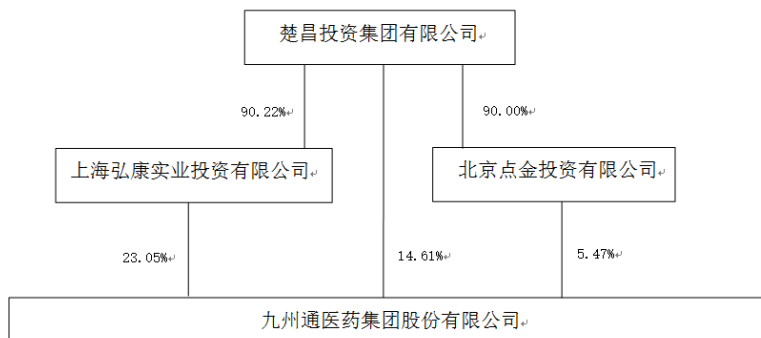 楚昌投资集团有限公司
90.22%
90.00%
上海弘康实业投资有限公司
北京点金投资有限公司
23.05%
14.61%
5.47%
九州通医药集团股份有限公司